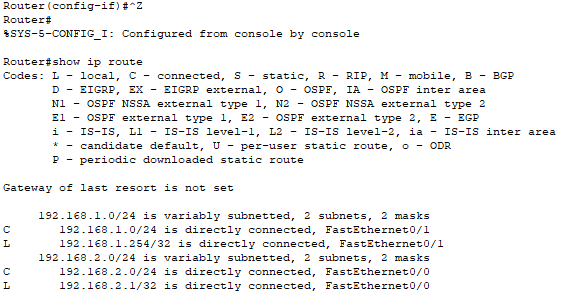 Router(config-if)#^Z
Router#
%SYS-5-CONFIG_I: Configured from console by console
Router#show ip route
Codes: L - local, C - connected, S - static, R - RIP, M - mobile, B - BGP
D - EIGRP, EX - EIGRP external, O - OSPF, IA - OSPF inter area
N1 - OSPF NSSA external type 1, N2 - OSPF NSSA external type 2
E1 - OSPF external type 1, E2 - OSPF external type 2, E - EGP
i - IS-IS, L1 - IS-IS level-1, L2 - IS-IS level-2, ia - IS-IS inter area
* - candidate default, U - per-user static route, o - ODR
P - periodic downloaded static route
Gateway of last resort is not set
192.168.1.0/24 is variably subnetted, 2 subnets, 2 masks
C 192.168.1.0/24 is directly connected, FastEthernet0/1
L 192.168.1.254/32 is directly connected, FastEthernet0/1
192.168.2.0/24 is variably subnetted, 2 subnets, 2 masks
C 192.168.2.0/24 is directly connected, FastEthernet0/0
L 192.168.2.1/32 is directly connected, FastEthernet0/0